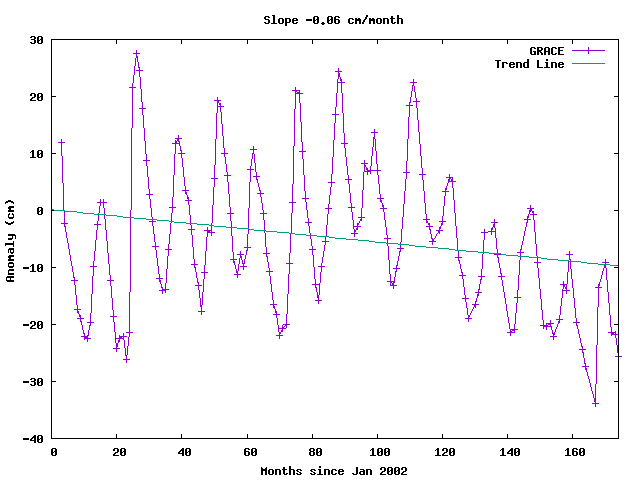 Slope -0.06 cm/month
30
20
10
0
-10
-20
-30
-40
Anomaly (cm)
GRACE
Trend Line
0 20 40 60 80 100 120 140 160
Months since Jan 2002